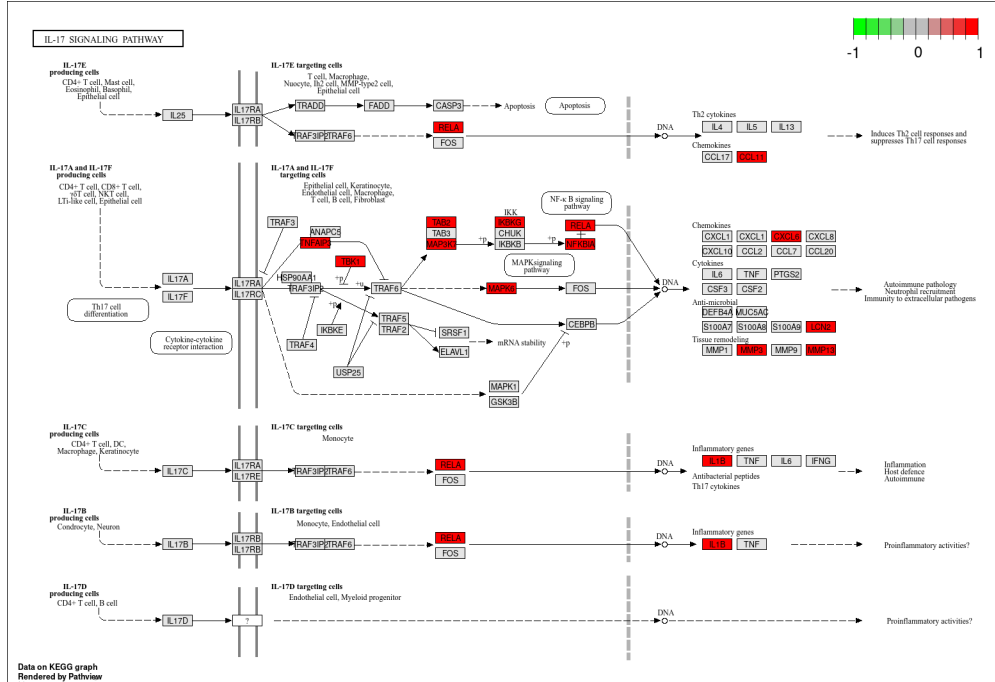 IL-17 SIGNALING PATHWAY
-1 0 1
IL-17E
producing cells
CD4+ T cell, Mast cell,
Eosinophil, Basophil,
Epithelial cell
IL25
IL17RA
IL17RB
IL-17E targeting cells
T cell, Macrophage,
Nuocyte, Ih2 cell, MMP-type2 cell,
Epithelial cell
TRADD
FADD
CASP3
Apoptosis
Apoptosis
TRAF3IP2
TRAF6
RELA
FOS
DNA
Th2 cytokines
IL4
IL5
IL13
Chemokines
CCL17
CCL11
Induces Th2 cell responses and
suppresses Th17 cell responses
IL-17A and IL-17F
producing cells
CD4+ T cell, CD8+ T cell,
γδT cell, NKT cell,
LTi-like cell, Epithelial cell
IL17A
IL17F
IL17RA
IL17RC
Th17 cell
differentiation
Cytokine-cytokine
receptor interaction
IL-17A and IL-17F
targeting cells
Epithelial cell, Keratinocyte,
Endothelial cell, Macrophage,
T cell, B cell, Fibroblast
TRAF3
ANAPC5
TNFAIP3
TBK1
+p
HSP90AA1
TRAF3IP2
+u
TRAF6
+p
IKBKE
TRAF4
TRAF5
TRAF2
USP25
SRSF1
ELAVL1
mRNA stability
TAB2
TAB3
MAP3K7
+p
IKK
IKBKG
CHUK
IKBKB
+p
NF-κ B signaling
pathway
RELA
NFKBIA
MAPK signaling
pathway
MAPK6
FOS
CEBPB
+p
MAPK1
GSK3B
DNA
Chemokines
CXCL1
CXCL1
CXCL6
CXCL8
CXCL10
CCL2
CCL7
CCL20
Cytokines
IL6
TNF
PTGS2
CSF3
CSF2
Anti-microbial
DEFB4A
MUC5AC
S100A7
S100A8
S100A9
LCN2
Tissue remodeling
MMP1
MMP3
MMP9
MMP13
Autoimmune pathology
Neutrophil recruitment
Immunity to extracellular pathogens
IL-17C
producing cells
CD4+ T cell, DC,
Macrophage, Keratinocyte
IL17C
IL17RA
IL17RE
IL-17C targeting cells
Monocyte
TRAF3IP2
TRAF6
RELA
FOS
DNA
Inflammatory genes
IL1B
TNF
IL6
IFNG
Antibacterial peptides
Th17 cytokines
Inflammation
Host defence
Autoimmune
IL-17B
producing cells
Condrocyte, Neuron
IL17B
IL17RB
IL17RB
IL-17B targeting cells
Monocyte, Endothelial cell
TRAF3IP2
TRAF6
RELA
FOS
DNA
Inflammatory genes
IL1B
TNF
Proinflammatory activities?
IL-17D
producing cells
CD4+ T cell, B cell
IL17D
?
IL-17D targeting cells
Endothelial cell, Myeloid progenitor
DNA
Proinflammatory activities?
Data on KEGG graph
Rendered by Pathview